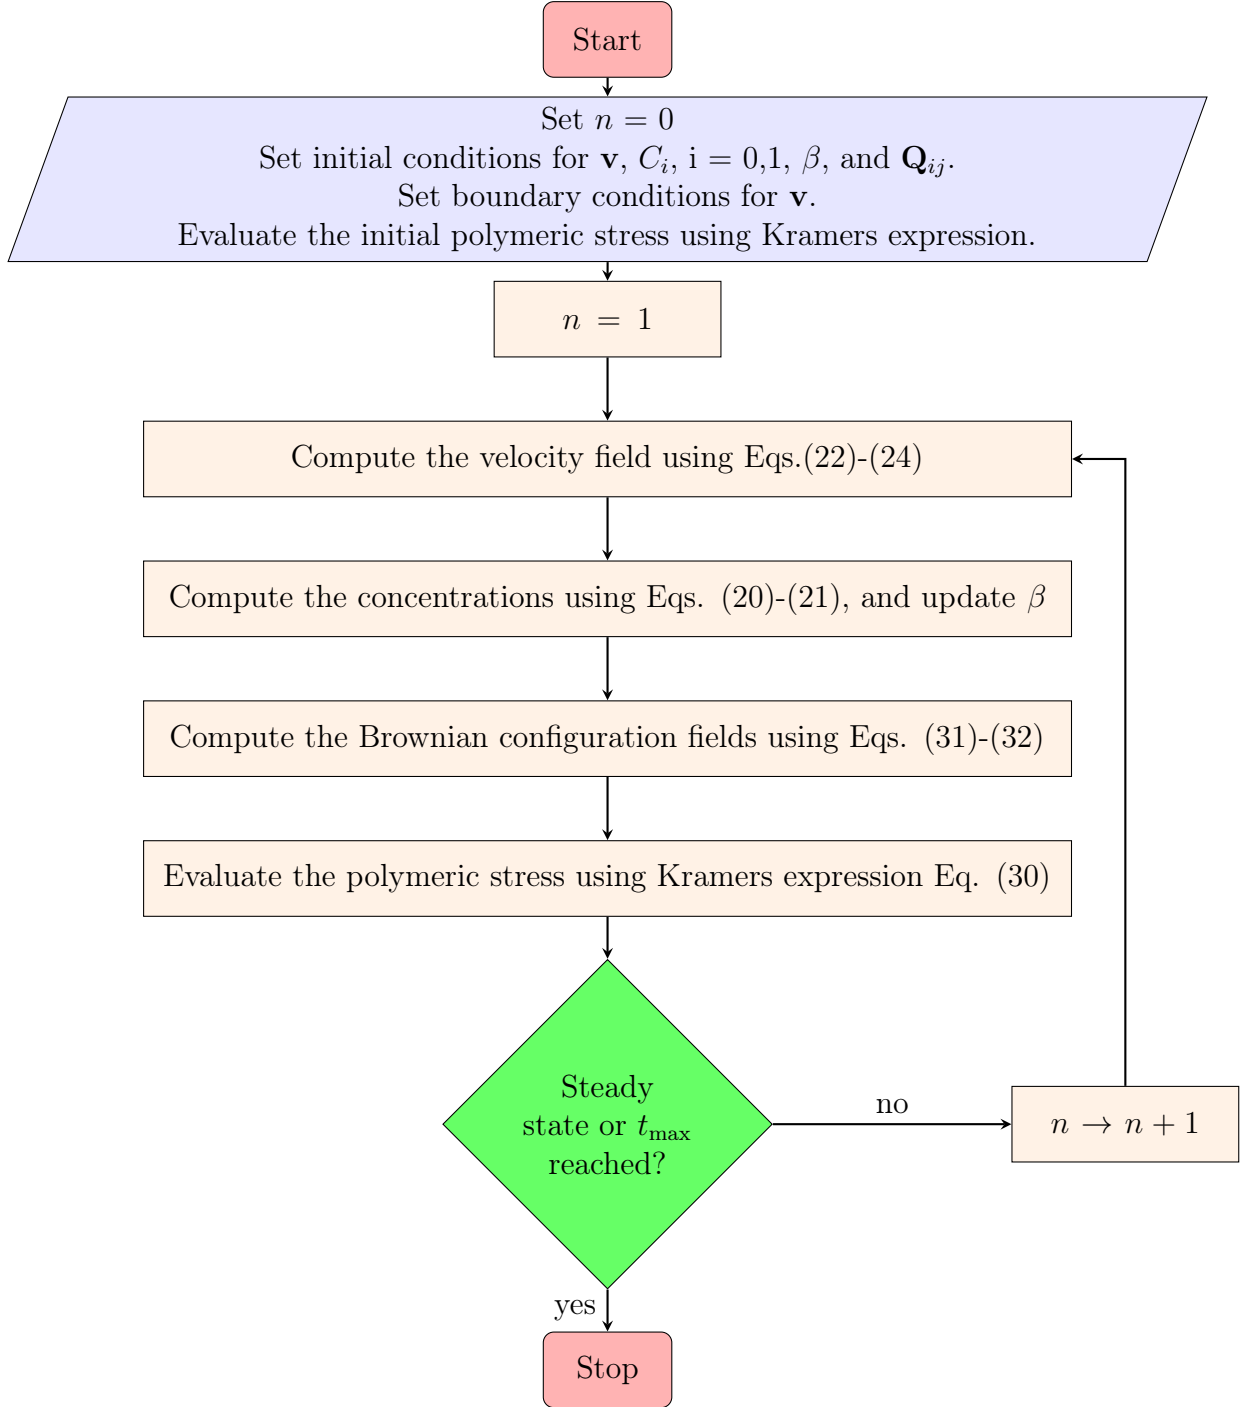 Start
Set n = 0
Set initial conditions for v, C_i, i = 0,1, β, and Q_ij.
Set boundary conditions for v.
Evaluate the initial polymeric stress using Kramers expression.
n = 1
Compute the velocity field using Eqs.(22)-(24)
Compute the concentrations using Eqs. (20)-(21), and update β
Compute the Brownian configuration fields using Eqs. (31)-(32)
Evaluate the polymeric stress using Kramers expression Eq. (30)
Steady
state or t_max
reached?
no
n → n + 1
yes
Stop